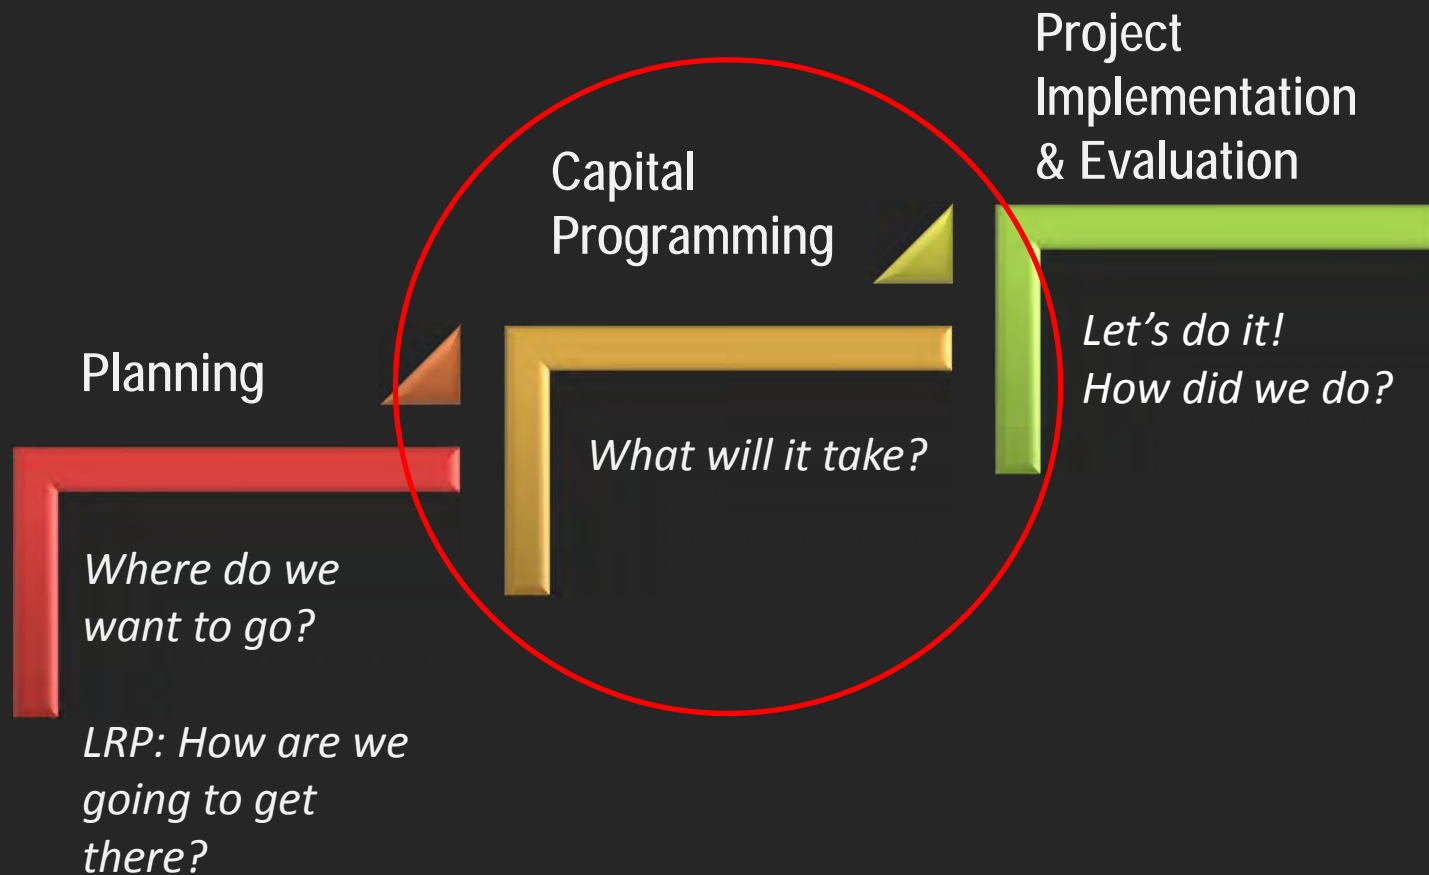 Planning
Where do we
want to go?
LRP: How are we
going to get
there?
Capital
Programming
What will it take?
Project
Implementation
& Evaluation
Let’s do it!
How did we do?